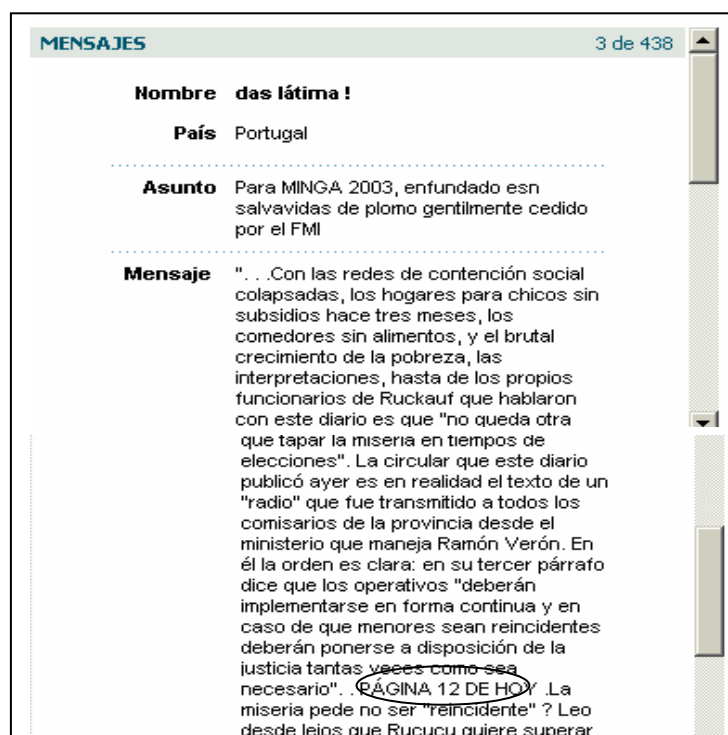 MENSAJES 3 de 438
Nombre das látima !
País Portugal
Asunto Para MINGA 2003, enfundado esn
salvavidas de plomo gentilmente cedido
por el FMI
Mensaje ". . .Con las redes de contención social
colapsadas, los hogares para chicos sin
subsidios hace tres meses, los
comedores sin alimentos, y el brutal
crecimiento de la pobreza, las
interpretaciones, hasta de los propios
funcionarios de Ruckauf que hablaron
con este diario es que "no queda otra
que tapar la miseria en tiempos de
elecciones". La circular que este diario
publicó ayer es en realidad el texto de un
"radio" que fue transmitido a todos los
comisarios de la provincia desde el
ministerio que maneja Ramón Verón. En
él la orden es clara: en su tercer párrafo
dice que los operativos "deberán
implementarse en forma continua y en
caso de que menores sean reincidentes
deberán ponerse a disposición de la
justicia tantas veces como sea
necesario". . PÁGINA 12 DE HOY .La
miseria pede no ser "reincidente" ? Leo
desde lejos que Rucucu quiere superar